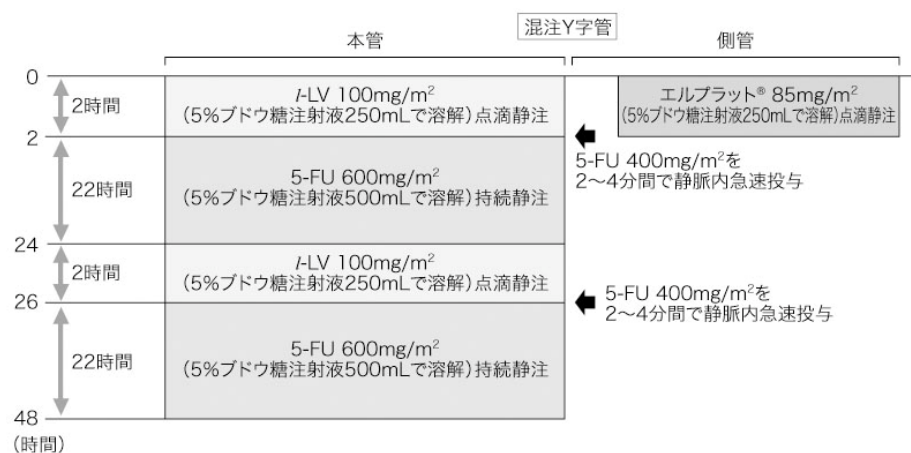 混注Y字管
本管
側管
0
2時間
l-LV 100mg/m²
(5%ブドウ糖注射液250mLで溶解)点滴静注
エルプラット® 85mg/m²
(5%ブドウ糖注射液250mLで溶解)点滴静注
2
5-FU 400mg/m²を
2〜4分間で静脈内急速投与
22時間
5-FU 600mg/m²
(5%ブドウ糖注射液500mLで溶解)持続静注
24
2時間
l-LV 100mg/m²
(5%ブドウ糖注射液250mLで溶解)点滴静注
26
5-FU 400mg/m²を
2〜4分間で静脈内急速投与
22時間
5-FU 600mg/m²
(5%ブドウ糖注射液500mLで溶解)持続静注
48
(時間)